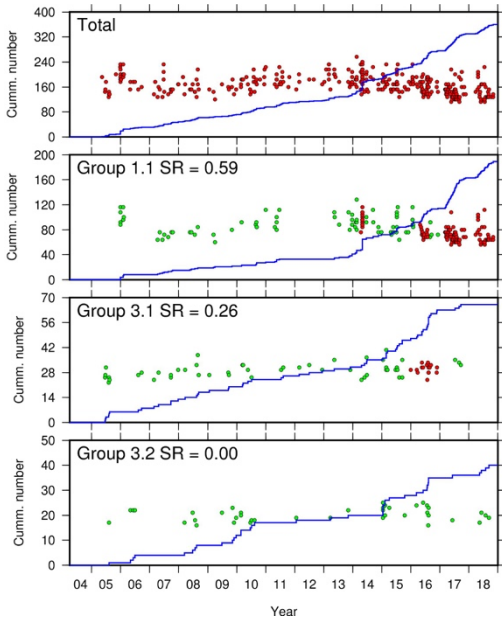 Total
Cumm. number
400
320
240
160
80
0
Group 1.1 SR = 0.59
Cumm. number
200
160
120
80
40
0
Group 3.1 SR = 0.26
Cumm. number
70
56
42
28
14
0
Group 3.2 SR = 0.00
Cumm. number
50
40
30
20
10
0
04 05 06 07 08 09 10 11 12 13 14 15 16 17 18
Year